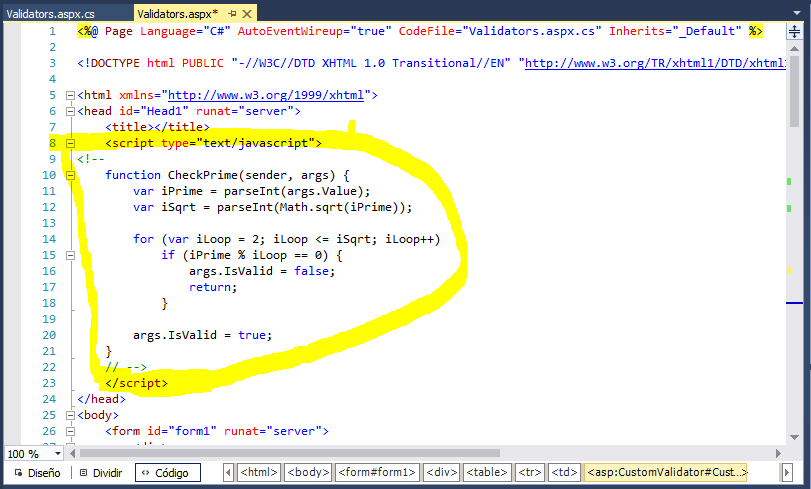 Validators.aspx.cs
Validators.aspx*
1 <%@ Page Language="C#" AutoEventWireup="true" CodeFile="Validators.aspx.cs" Inherits="_Default" %>
2
3 <!DOCTYPE html PUBLIC "-//W3C//DTD XHTML 1.0 Transitional//EN" "http://www.w3.org/TR/xhtml1/DTD/xhtml
4
5 <html xmlns="http://www.w3.org/1999/xhtml">
6 <head id="Head1" runat="server">
7 <title></title>
8 <script type="text/javascript">
9 <!--
10 function CheckPrime(sender, args) {
11 var iPrime = parseInt(args.Value);
12 var iSqrt = parseInt(Math.sqrt(iPrime));
13
14 for (var iLoop = 2; iLoop <= iSqrt; iLoop++)
15 if (iPrime % iLoop == 0) {
16 args.IsValid = false;
17 return;
18 }
19
20 args.IsValid = true;
21 }
22 // -->
23 </script>
24 </head>
25 <body>
26 <form id="form1" runat="server">
100 %
Diseño Dividir Código <html> <body> <form#form1> <div> <table> <tr> <td> <asp:CustomValidator#Cust...>